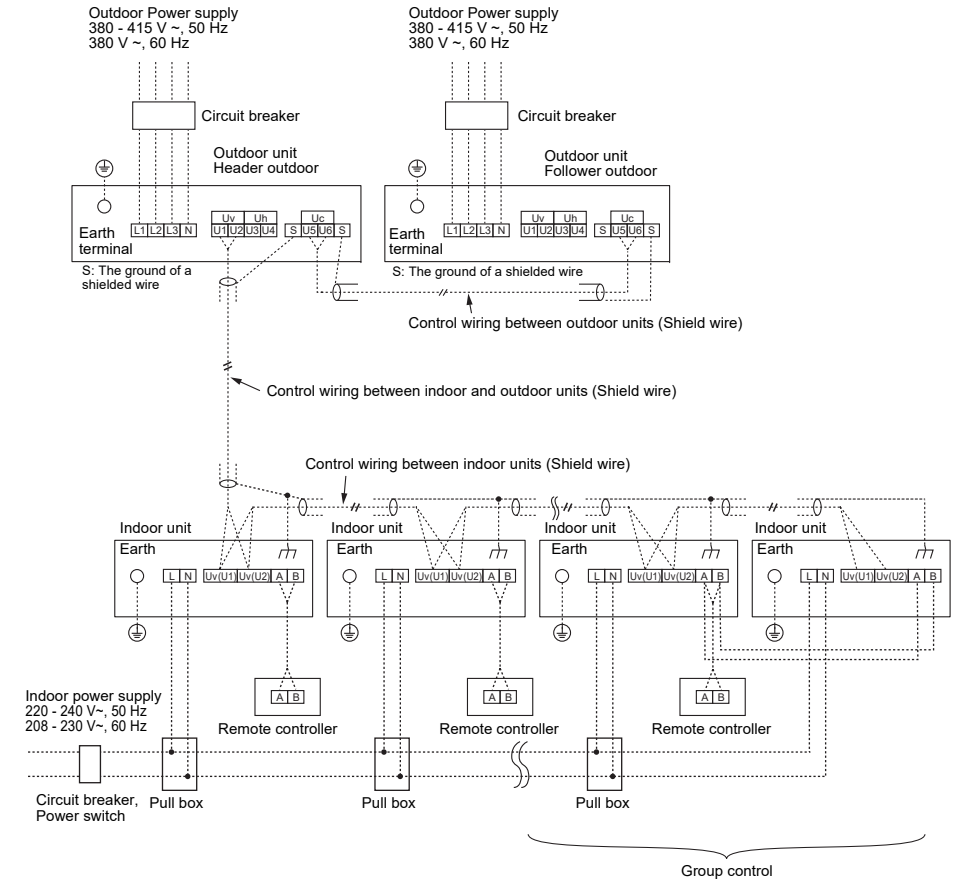 Outdoor Power supply
380 - 415 V ~, 50 Hz
380 V ~, 60 Hz
Outdoor Power supply
380 - 415 V ~, 50 Hz
380 V ~, 60 Hz
Circuit breaker
Circuit breaker
Outdoor unit
Header outdoor
Outdoor unit
Follower outdoor
Earth
terminal
L1 L2 L3 N
Uv Uh
U1 U2 U3 U4
Uc
S U5 U6 S
Earth
terminal
L1 L2 L3 N
Uv Uh
U1 U2 U3 U4
Uc
S U5 U6 S
S: The ground of a
shielded wire
S: The ground of a shielded wire
Control wiring between outdoor units (Shield wire)
Control wiring between indoor and outdoor units (Shield wire)
Control wiring between indoor units (Shield wire)
Indoor unit
Indoor unit
Indoor unit
Indoor unit
Earth
Earth
Earth
Earth
L N Uv(U1) Uv(U2) A B
L N Uv(U1) Uv(U2) A B
L N Uv(U1) Uv(U2) A B
L N Uv(U1) Uv(U2) A B
A B
A B
A B
Remote controller
Remote controller
Remote controller
Indoor power supply
220 - 240 V~, 50 Hz
208 - 230 V~, 60 Hz
Circuit breaker,
Power switch
Pull box
Pull box
Pull box
Group control